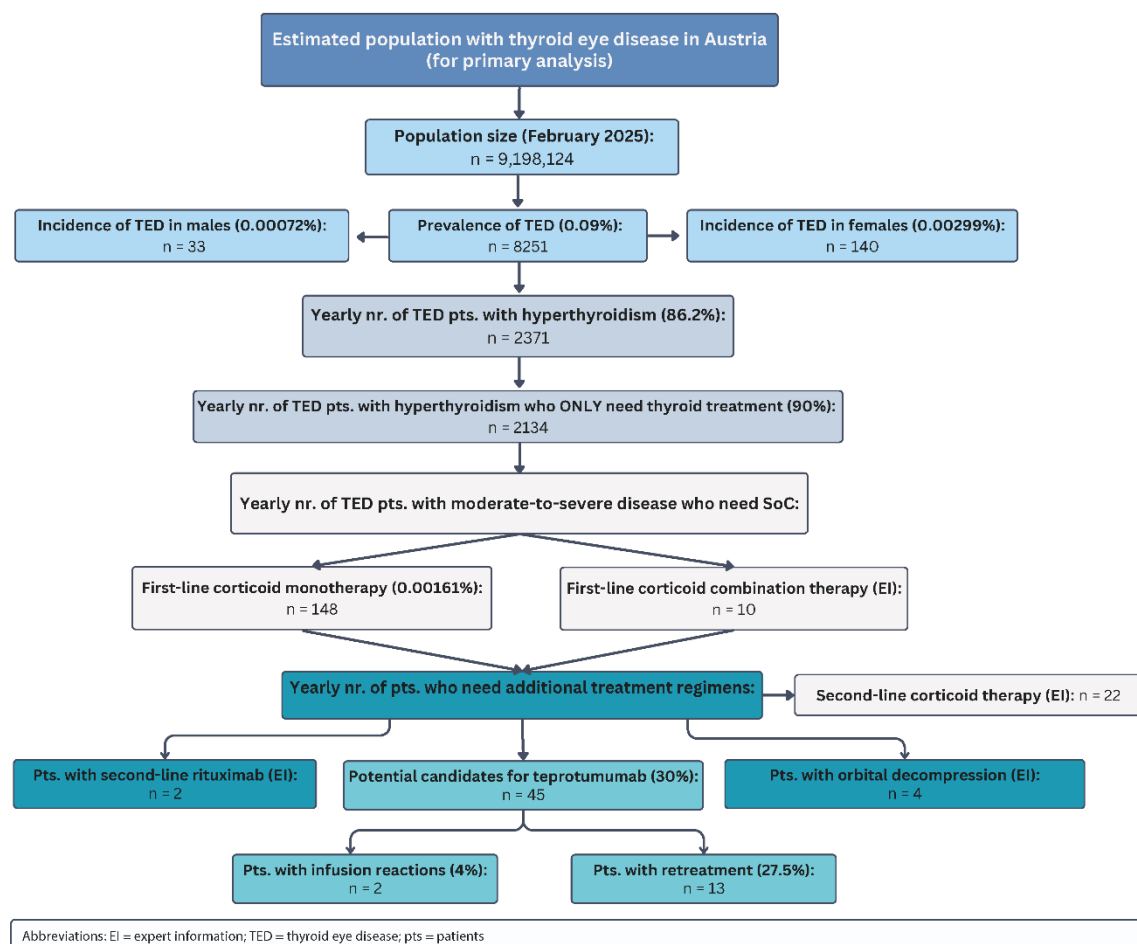 Estimated population with thyroid eye disease in Austria
(for primary analysis)
Population size (February 2025):
n = 9,198,124
Incidence of TED in males (0.00072%):
n = 33
Prevalence of TED (0.09%):
n = 8251
Incidence of TED in females (0.00299%):
n = 140
Yearly nr. of TED pts. with hyperthyroidism (86.2%):
n = 2371
Yearly nr. of TED pts. with hyperthyroidism who ONLY need thyroid treatment (90%):
n = 2134
Yearly nr. of TED pts. with moderate-to-severe disease who need SoC:
First-line corticoid monotherapy (0.00161%):
n = 148
First-line corticoid combination therapy (EI):
n = 10
Yearly nr. of pts. who need additional treatment regimens:
Second-line corticoid therapy (EI): n = 22
Pts. with second-line rituximab (EI):
n = 2
Potential candidates for teprotumumab (30%):
n = 45
Pts. with orbital decompression (EI):
n = 4
Pts. with infusion reactions (4%):
n = 2
Pts. with retreatment (27.5%):
n = 13
Abbreviations: EI = expert information; TED = thyroid eye disease; pts = patients